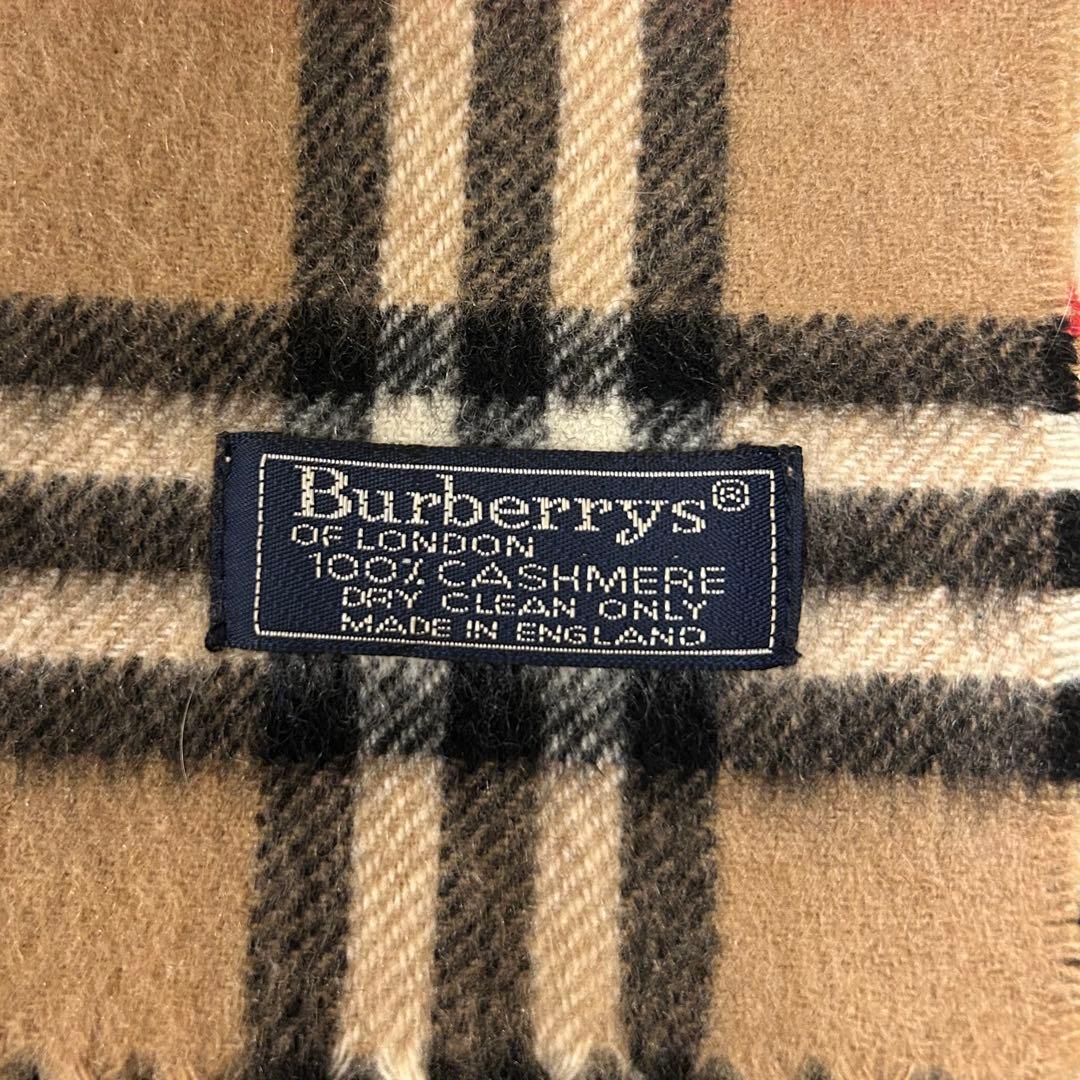 Burberrys®
OF LONDON
100% CASHMERE
DRY CLEAN ONLY
MADE IN ENGLAND